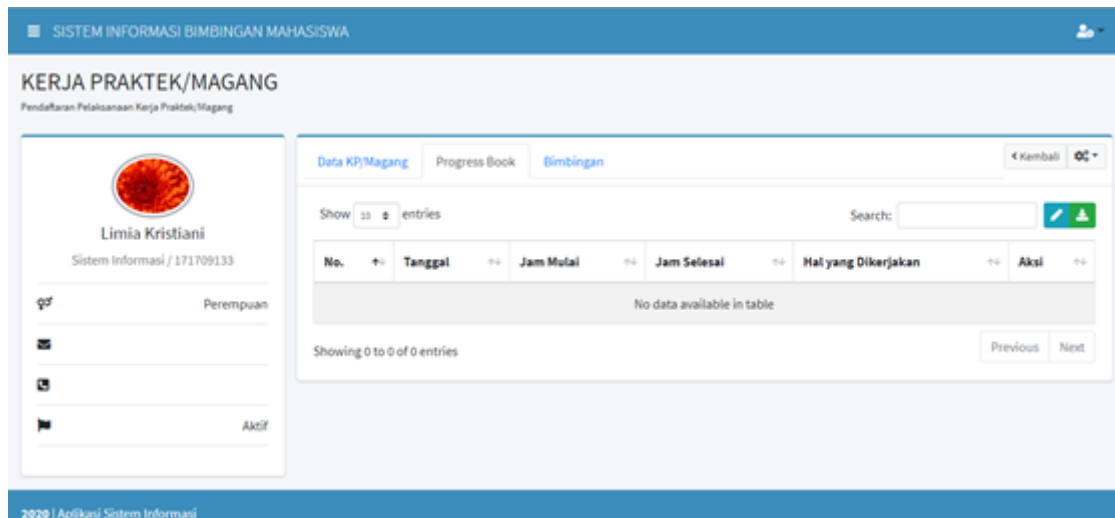 SISTEM INFORMASI BIMBINGAN MAHASISWA
KERJA PRAKTEK/MAGANG
Pendaftaran Pelaksanaan Kerja Praktek/Magang
Limia Kristiani
Sistem Informasi / 171709133
Perempuan
Aktif
Data KP/Magang Progress Book Bimbingan Kembali
Show 10 entries Search:
No. Tanggal Jam Mulai Jam Selesai Hal yang Dikerjakan Aksi
No data available in table
Showing 0 to 0 of 0 entries Previous Next
2020 | Aplikasi Sistem Informasi